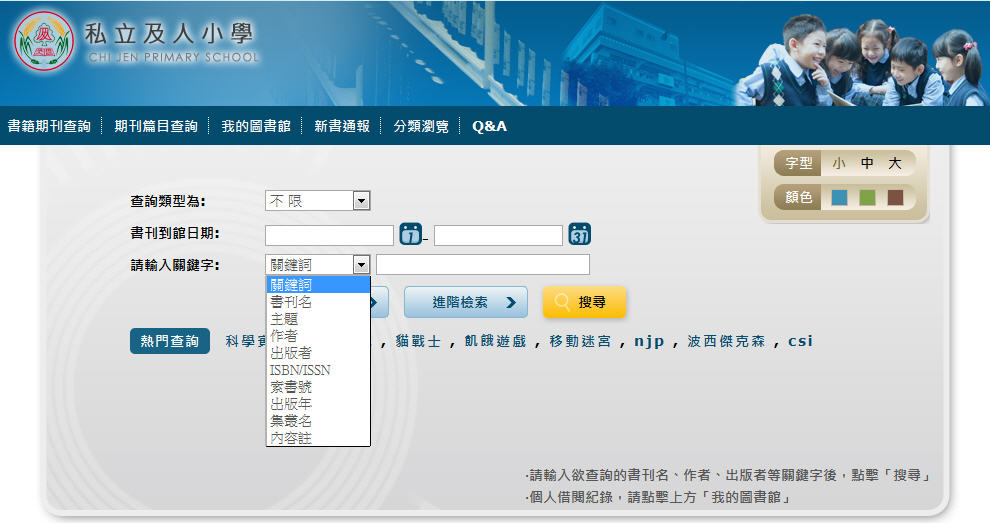 私立及人小學
CHI JEN PRIMARY SCHOOL
書籍期刊查詢 期刊篇目查詢 我的圖書館 新書通報 分類瀏覽 Q&A
字型 小 中 大
顏色
查詢類型為: 不 限
書刊到館日期: 1 - 31
請輸入關鍵字: 關鍵詞
關鍵詞
書刊名
主題
作者
出版者
ISBN/ISSN
索書號
出版年
集叢名
內容註
進階檢索 搜尋
熱門查詢 科學 , 貓戰士 , 飢餓遊戲 , 移動迷宮 , njp , 波西傑克森 , csi
‧請輸入欲查詢的書刊名、作者、出版者等關鍵字後，點擊「搜尋」
‧個人借閱紀錄，請點擊上方「我的圖書館」